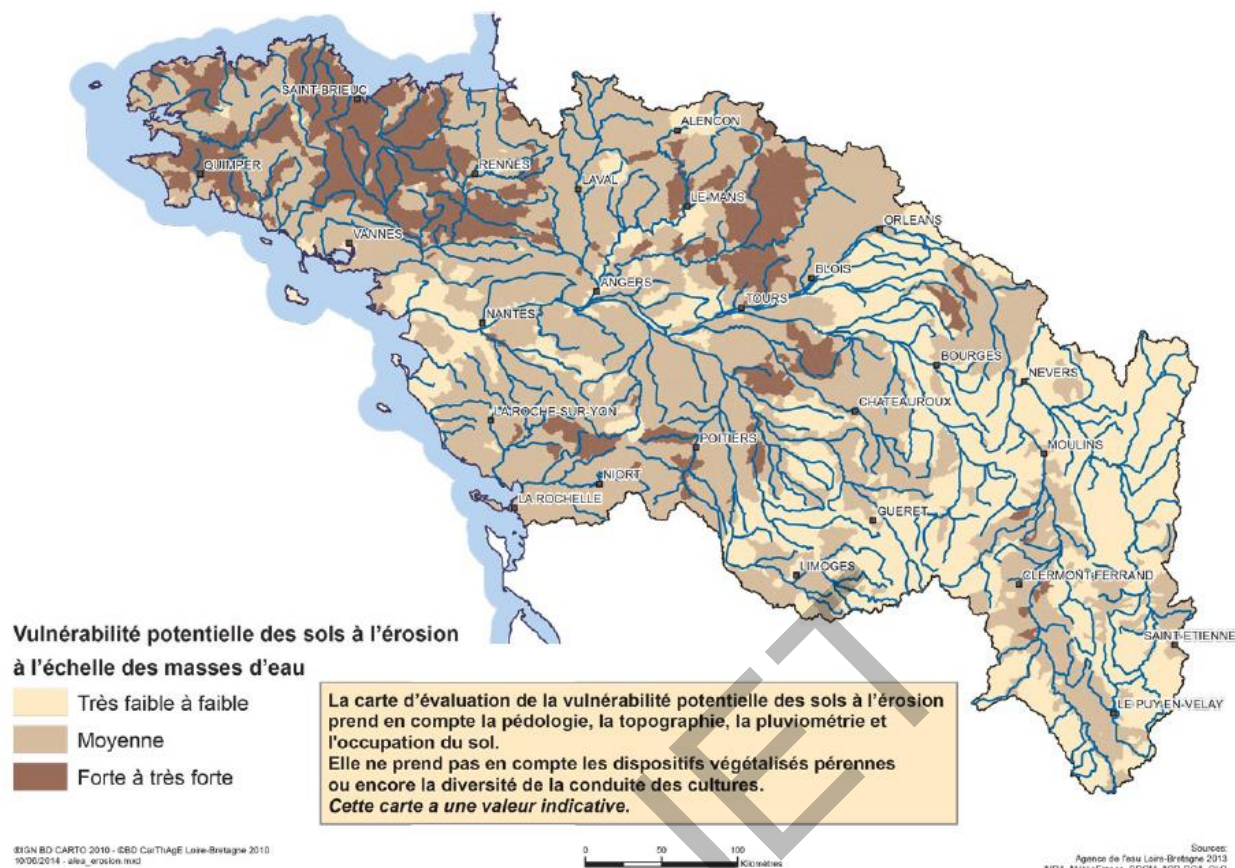 SAINT-BRIEUC
ALENCON
QUIMPER
RENNES
LAVAL
LE-MANS
ORLEANS
VANNES
BLOIS
ANGERS
TOURS
NANTES
BOURGES
NEVERS
CHATEAUROUX
LA-ROCHE-SUR-YON
POITIERS
MOULINS
NIORT
LA-ROCHELLE
GUERET
LIMOGES
CLERMONT-FERRAND
SAINT-ETIENNE
LE-PUY-EN-VELAY
Vulnérabilité potentielle des sols à l'érosion
à l'échelle des masses d'eau
Très faible à faible
Moyenne
Forte à très forte
La carte d'évaluation de la vulnérabilité potentielle des sols à l'érosion
prend en compte la pédologie, la topographie, la pluviométrie et
l'occupation du sol.
Elle ne prend pas en compte les dispositifs végétalisés pérennes
ou encore la diversité de la conduite des cultures.
Cette carte a une valeur indicative.
©IGN BD CARTO 2010 - ©BD CarThAgE Loire-Bretagne 2010
10/06/2014 - alea_erosion.mxd
0 50 100
Kilomètres
Sources:
Agence de l'eau Loire-Bretagne 2013